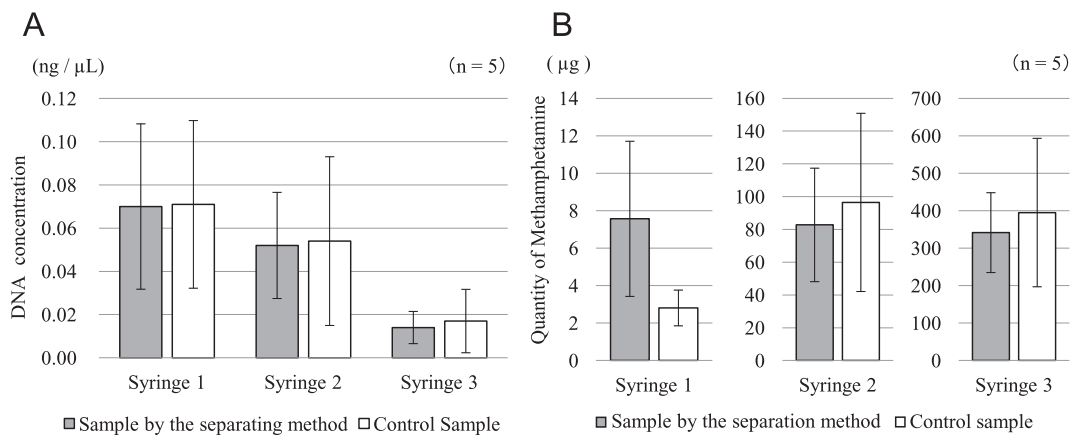 A
(ng / µL)
(n = 5)
DNA concentration
0.12
0.10
0.08
0.06
0.04
0.02
0.00
Syringe 1
Syringe 2
Syringe 3
Sample by the separating method
Control Sample
B
( µg )
(n = 5)
Quantity of Methamphetamine
14
12
10
8
6
4
2
0
Syringe 1
160
140
120
100
80
60
40
20
0
Syringe 2
700
600
500
400
300
200
100
0
Syringe 3
Sample by the separation method
Control sample